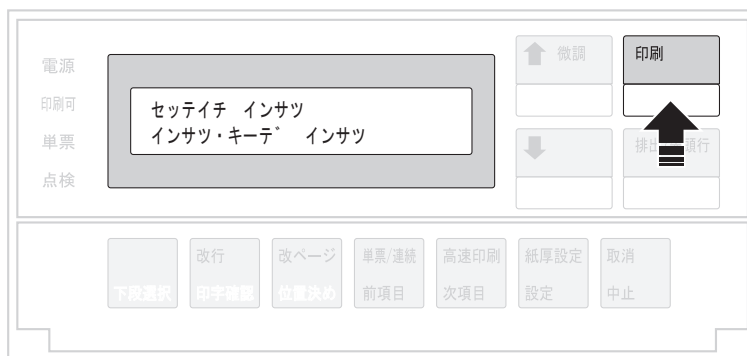 電源
印刷可
単票
点検
セッテイチ インサツ
インサツ・キーデ インサツ
微調
印刷
排出 頭行
下段選択
改行
印字確認
改ページ
位置決め
単票/連続
前項目
高速印刷
次項目
紙厚設定
設定
取消
中止